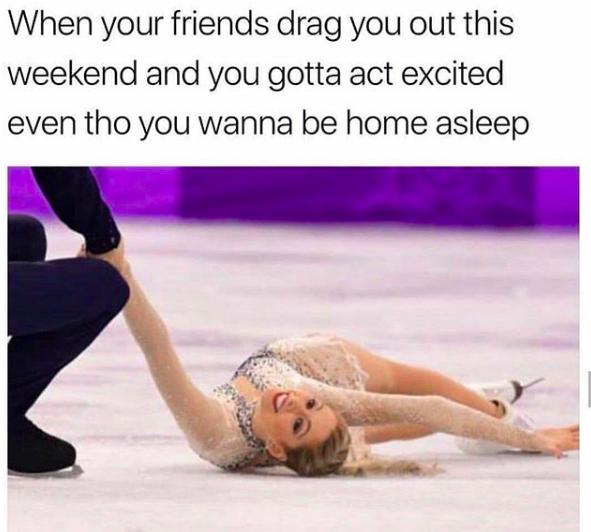 When your friends drag you out this
weekend and you gotta act excited
even tho you wanna be home asleep